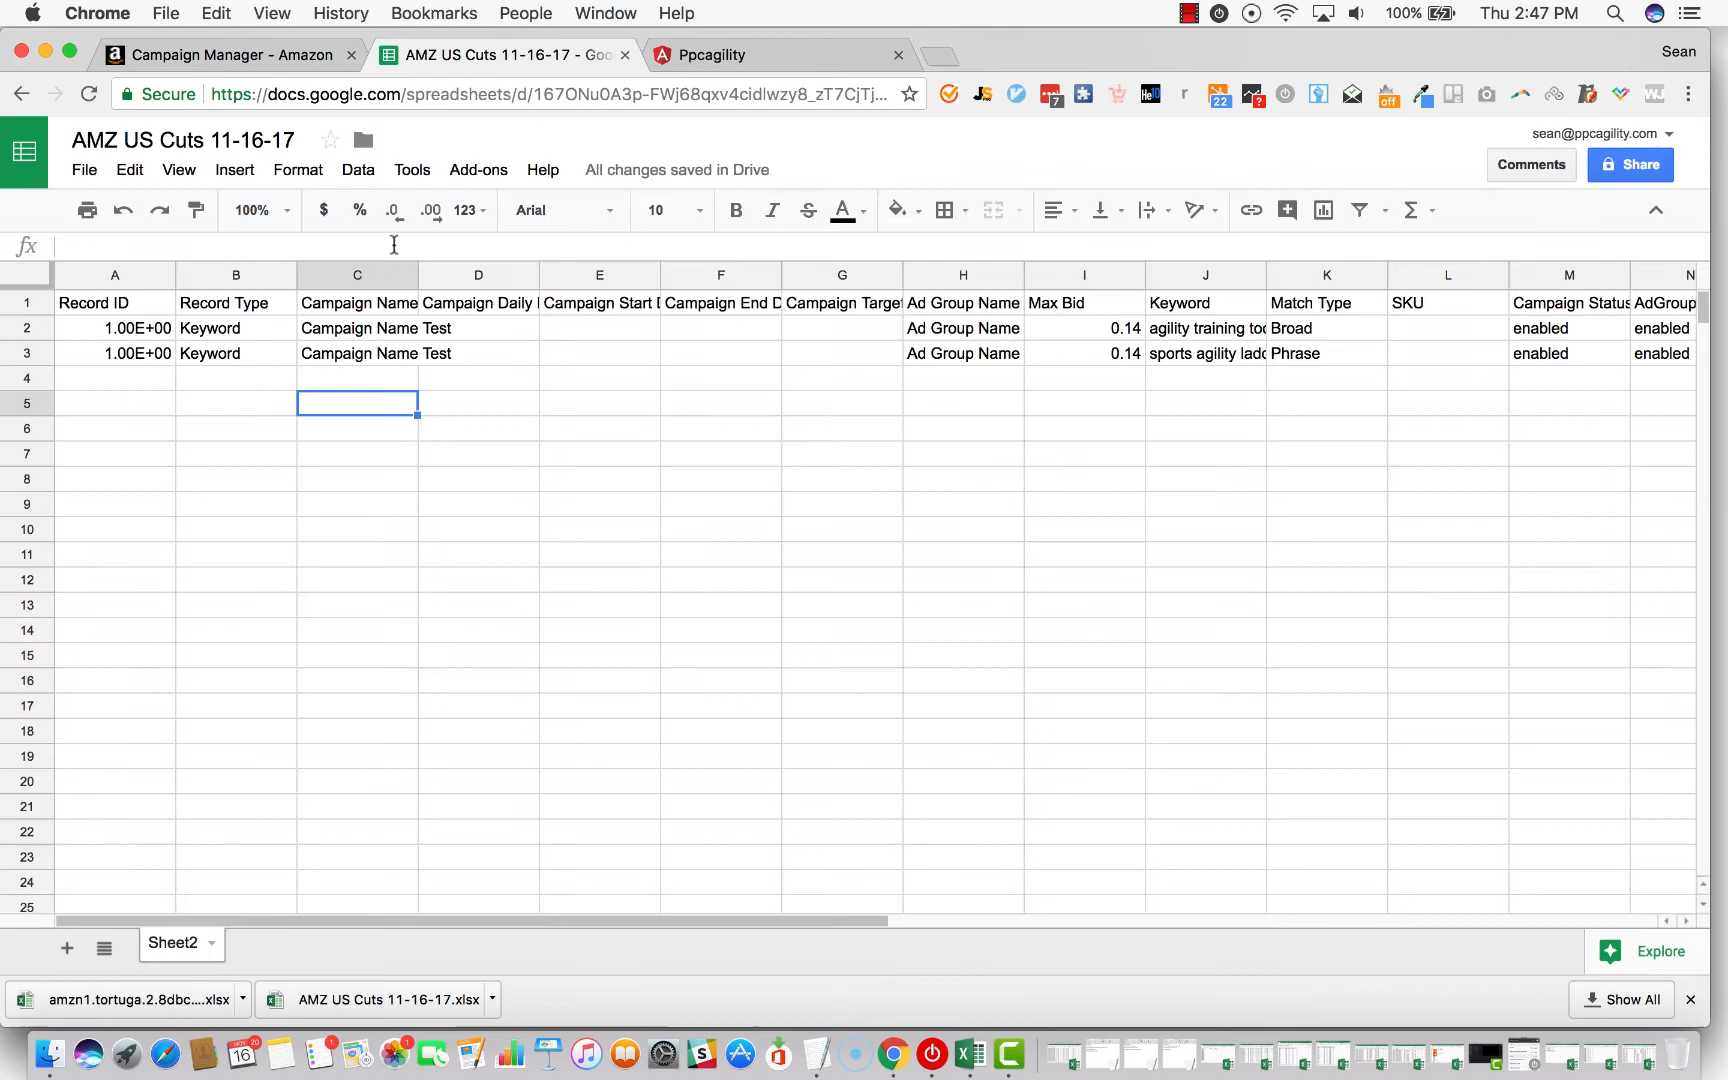 Chrome File Edit View History Bookmarks People Window Help 100% Thu 2:47 PM
Campaign Manager - Amazon AMZ US Cuts 11-16-17 - Goo Ppcagility Sean
Secure https://docs.google.com/spreadsheets/d/167ONu0A3p-FWj68qxv4cidlwzy8_zT7CjTj...
AMZ US Cuts 11-16-17 sean@ppcagility.com
File Edit View Insert Format Data Tools Add-ons Help All changes saved in Drive Comments Share
100% $ % .0 .00 123 Arial 10 B I S A Σ
fx
A B C D E F G H I J K L M N
1 Record ID Record Type Campaign Name Campaign Daily Campaign Start D Campaign End D Campaign Targe Ad Group Name Max Bid Keyword Match Type SKU Campaign Status AdGroup
2 1.00E+00 Keyword Campaign Name Test Ad Group Name 0.14 agility training too Broad enabled enabled
3 1.00E+00 Keyword Campaign Name Test Ad Group Name 0.14 sports agility ladd Phrase enabled enabled
4
5
6
7
8
9
10
11
12
13
14
15
16
17
18
19
20
21
22
23
24
25
Sheet2 Explore
amzn1.tortuga.2.8dbc....xlsx AMZ US Cuts 11-16-17.xlsx Show All